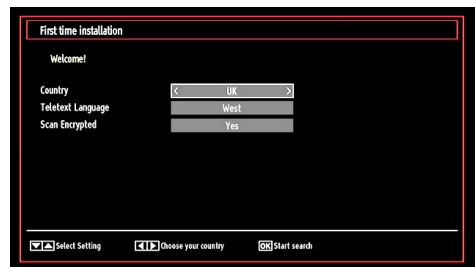 First time installation
Welcome!
Country < UK >
Teletext Language West
Scan Encrypted Yes
Select Setting Choose your country OK Start search